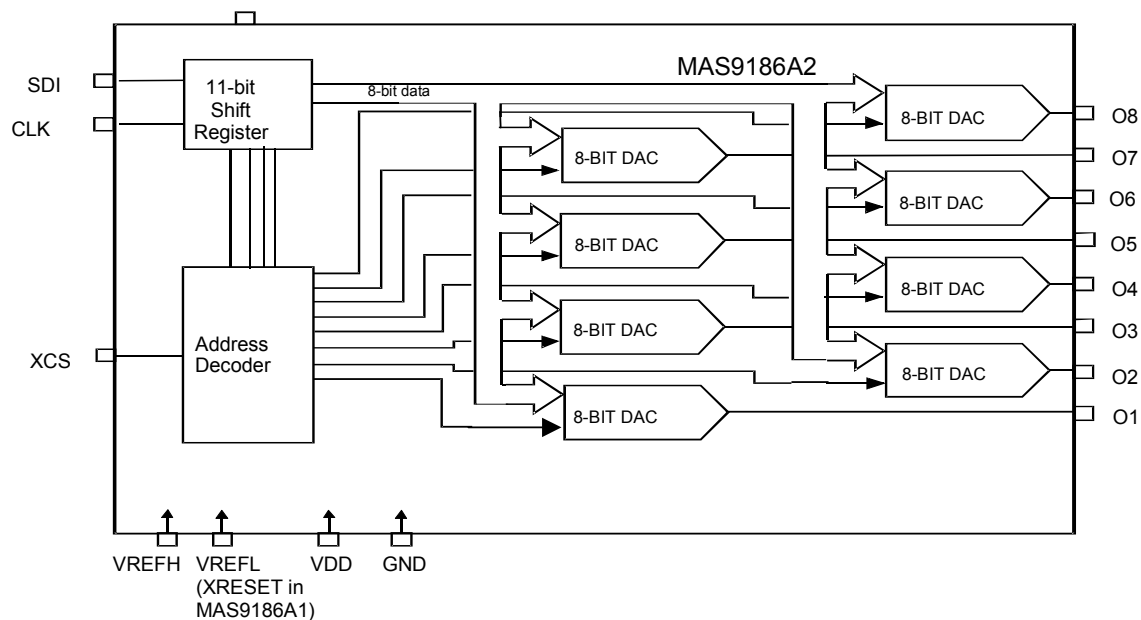 MAS9186A2
SDI
11-bit
Shift
Register
8-bit data
CLK
8-BIT DAC
O8
8-BIT DAC
O7
8-BIT DAC
O6
8-BIT DAC
O5
8-BIT DAC
O4
8-BIT DAC
O3
XCS
Address
Decoder
8-BIT DAC
O2
8-BIT DAC
O1
VREFH
VREFL
(XRESET in
MAS9186A1)
VDD
GND